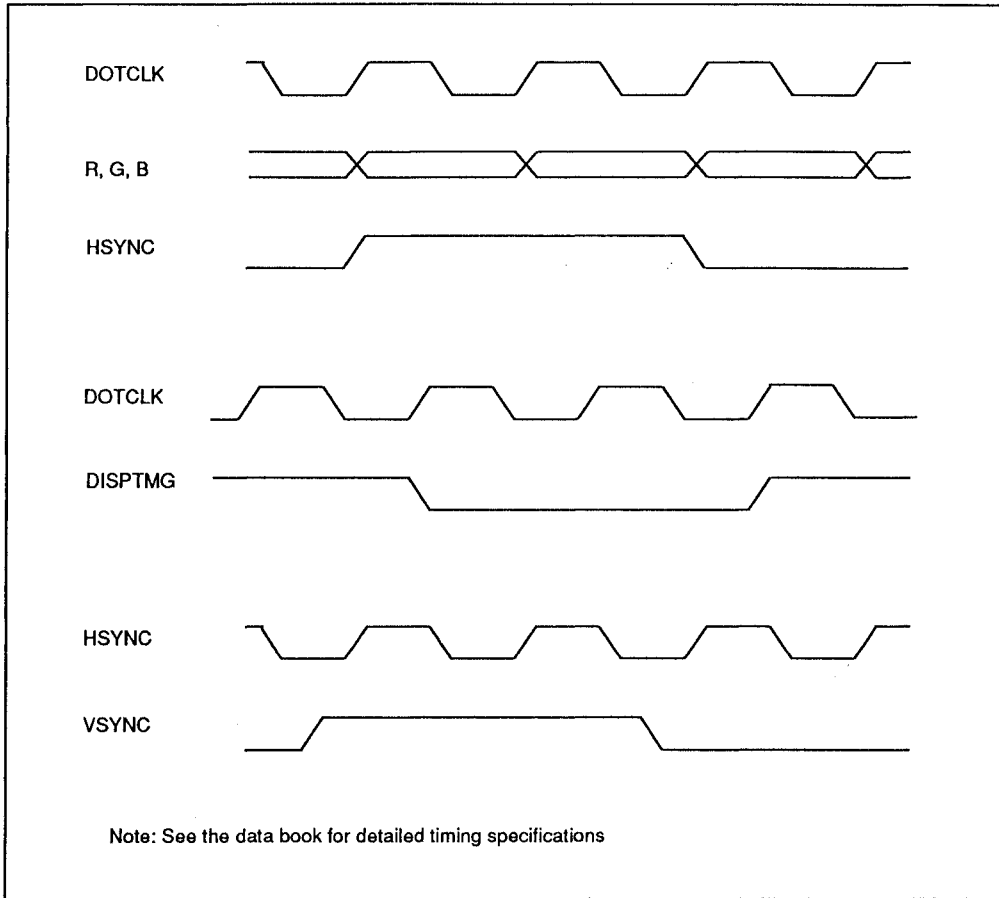 DOTCLK
R, G, B
HSYNC
DOTCLK
DISPTMG
HSYNC
VSYNC
Note: See the data book for detailed timing specifications